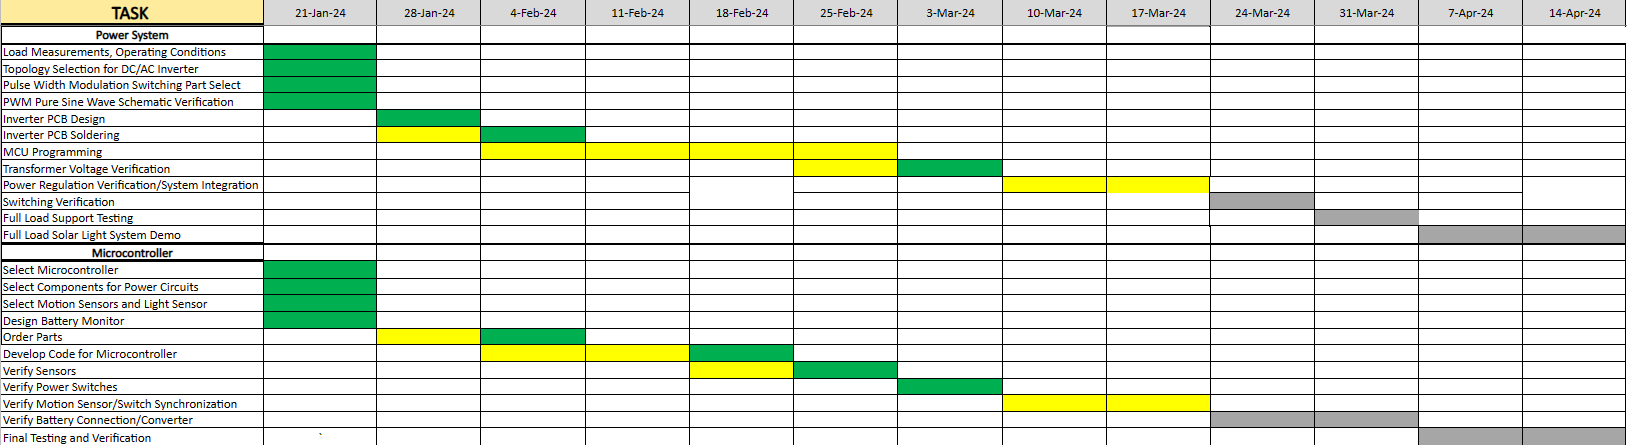 TASK 21-Jan-24 28-Jan-24 4-Feb-24 11-Feb-24 18-Feb-24 25-Feb-24 3-Mar-24 10-Mar-24 17-Mar-24 24-Mar-24 31-Mar-24 7-Apr-24 14-Apr-24
Power System
Load Measurements, Operating Conditions
Topology Selection for DC/AC Inverter
Pulse Width Modulation Switching Part Select
PWM Pure Sine Wave Schematic Verification
Inverter PCB Design
Inverter PCB Soldering
MCU Programming
Transformer Voltage Verification
Power Regulation Verification/System Integration
Switching Verification
Full Load Support Testing
Full Load Solar Light System Demo
Microcontroller
Select Microcontroller
Select Components for Power Circuits
Select Motion Sensors and Light Sensor
Design Battery Monitor
Order Parts
Develop Code for Microcontroller
Verify Sensors
Verify Power Switches
Verify Motion Sensor/Switch Synchronization
Verify Battery Connection/Converter
Final Testing and Verification `